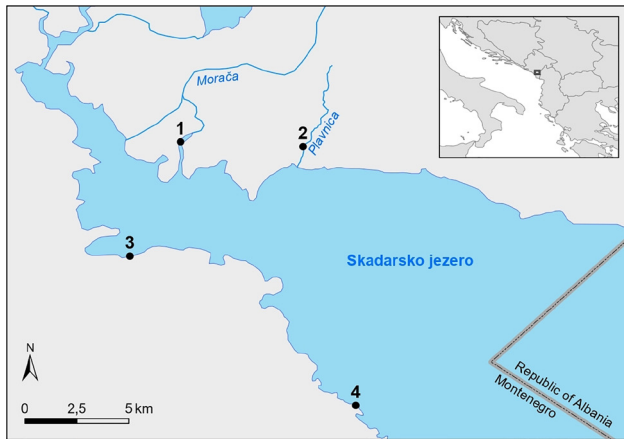 Morača
1
2
Plavnica
3
Skadarsko jezero
N
4
0 2,5 5 km
Republic of Albania
Montenegro